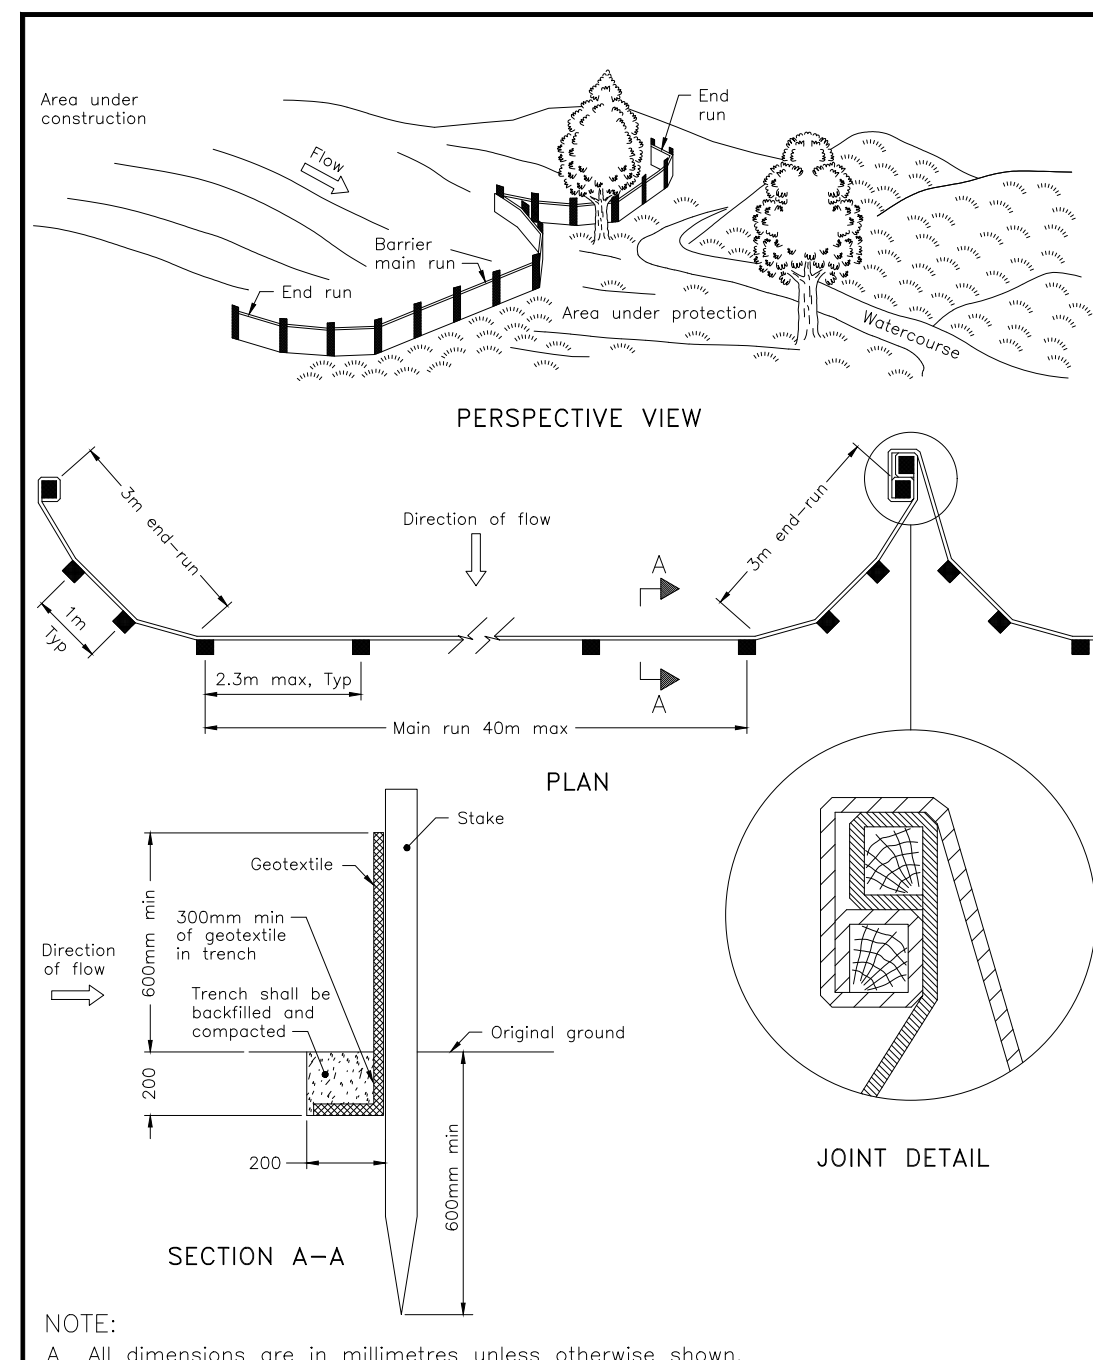 Area under
construction
Flow
End
run
Barrier
main run
End run
Area under protection
Watercourse
PERSPECTIVE VIEW
3m end-run
Direction of flow
3m end-run
A
1m
Typ
2.3m max, Typ
A
Main run 40m max
PLAN
Stake
Geotextile
600mm min
300mm min
of geotextile
in trench
Direction
of flow
Trench shall be
backfilled and
compacted
Original ground
200
200
600mm min
JOINT DETAIL
SECTION A-A
NOTE:
A. All dimensions are in millimetres unless otherwise shown.